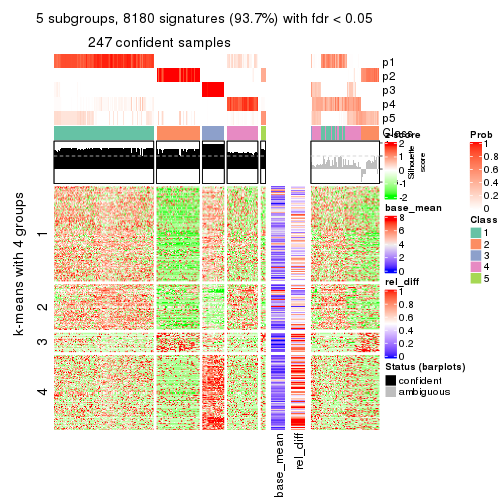 5 subgroups, 8180 signatures (93.7%) with fdr < 0.05
247 confident samples
p1
p2
p3
p4
p5
Class
k-means with 4 groups
1
2
3
4
Silhouette
score
z-score
2
1
0
-1
-2
base_mean
8
6
4
2
0
rel_diff
1
0.8
0.6
0.4
0.2
0
Status (barplots)
confident
ambiguous
Prob
1
0.8
0.6
0.4
0.2
0
Class
1
2
3
4
5
base_mean
rel_diff